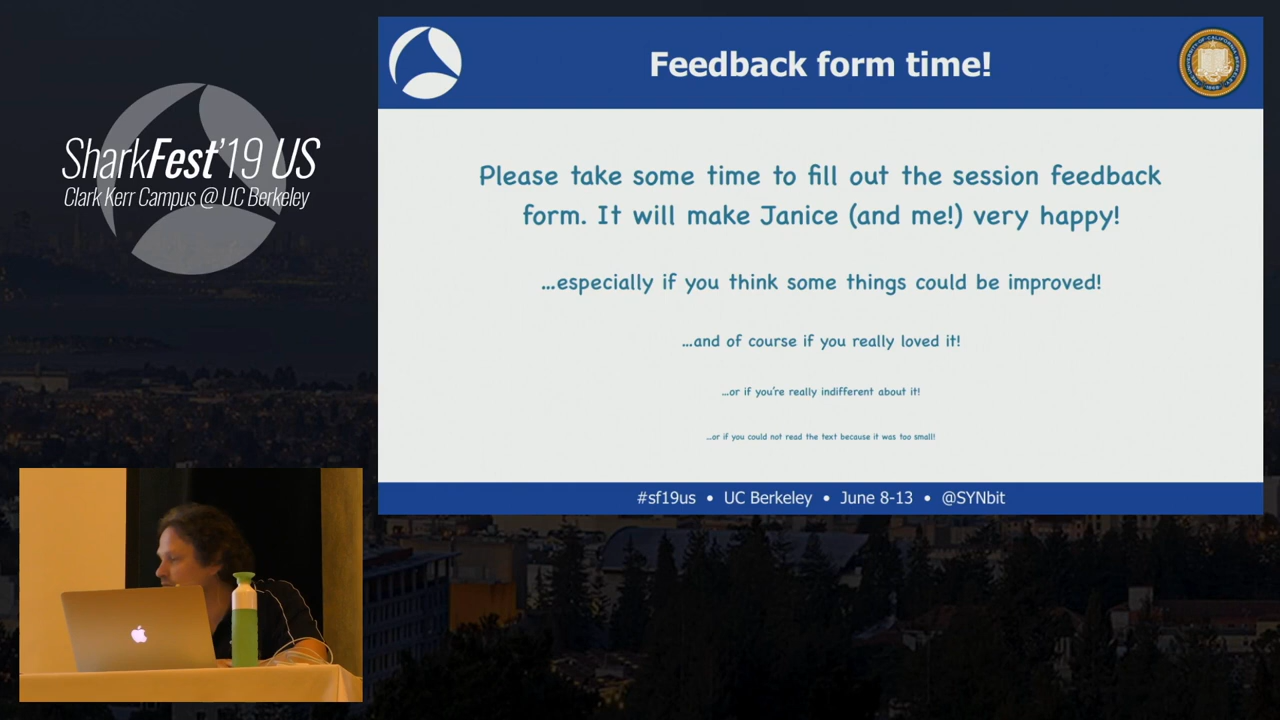 SharkFest'19 US
Clark Kerr Campus @ UC Berkeley
Feedback form time!
Please take some time to fill out the session feedback
form. It will make Janice (and me!) very happy!
...especially if you think some things could be improved!
...and of course if you really loved it!
...or if you're really indifferent about it!
...or if you could not read the text because it was too small!
#sf19us • UC Berkeley • June 8-13 • @SYNbit